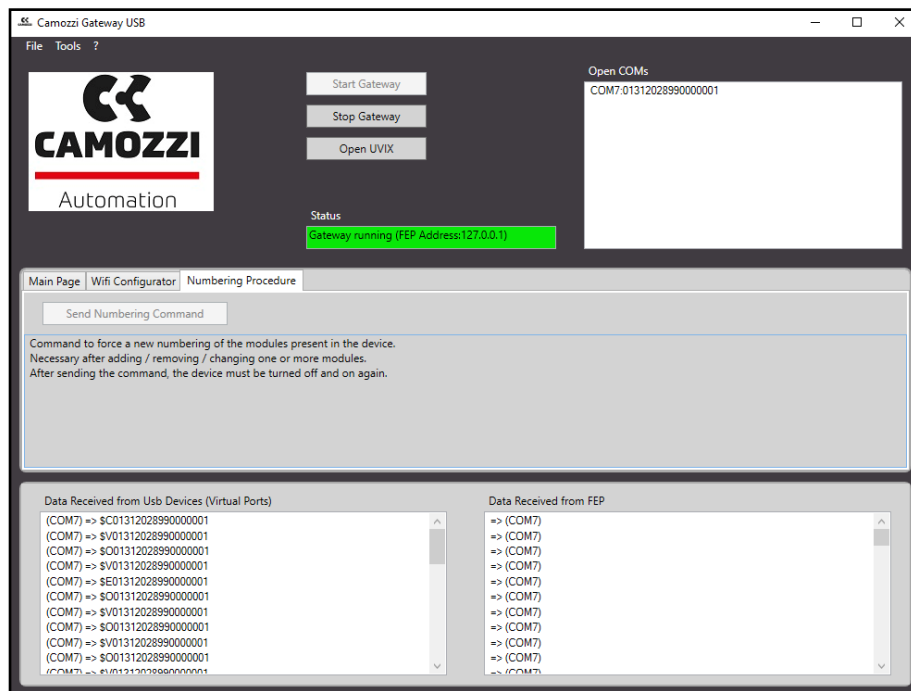 Camozzi Gateway USB
File Tools ?
CAMOZZI
Automation
Start Gateway
Stop Gateway
Open UVIX
Status
Gateway running (FEP Address:127.0.0.1)
Open COMs
COM7:01312028990000001
Main Page Wifi Configurator Numbering Procedure
Send Numbering Command
Command to force a new numbering of the modules present in the device.
Necessary after adding / removing / changing one or more modules.
After sending the command, the device must be turned off and on again.
Data Received from Usb Devices (Virtual Ports)
(COM7) => $C01312028990000001
(COM7) => $V01312028990000001
(COM7) => $O01312028990000001
(COM7) => $V01312028990000001
(COM7) => $E01312028990000001
(COM7) => $O01312028990000001
(COM7) => $V01312028990000001
(COM7) => $O01312028990000001
(COM7) => $V01312028990000001
(COM7) => $O01312028990000001
(COM7) => $V01312028990000001
Data Received from FEP
=> (COM7)
=> (COM7)
=> (COM7)
=> (COM7)
=> (COM7)
=> (COM7)
=> (COM7)
=> (COM7)
=> (COM7)
=> (COM7)
=> (COM7)